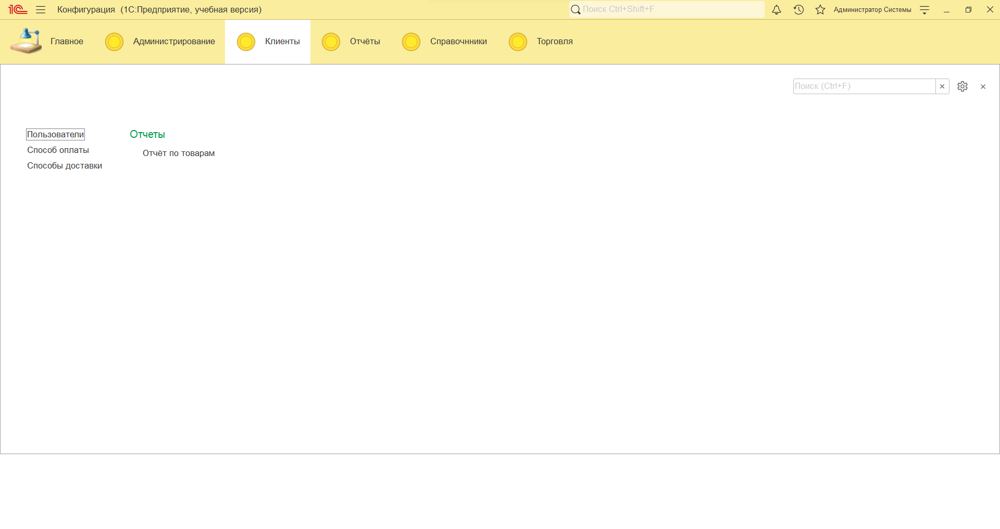 1С Конфигурация (1С:Предприятие, учебная версия) Поиск Ctrl+Shift+F Администратор Системы
Главное Администрирование Клиенты Отчёты Справочнники Торговля
Поиск (Ctrl+F)
Пользователи
Способ оплаты
Способы доставки
Отчеты
Отчёт по товарам